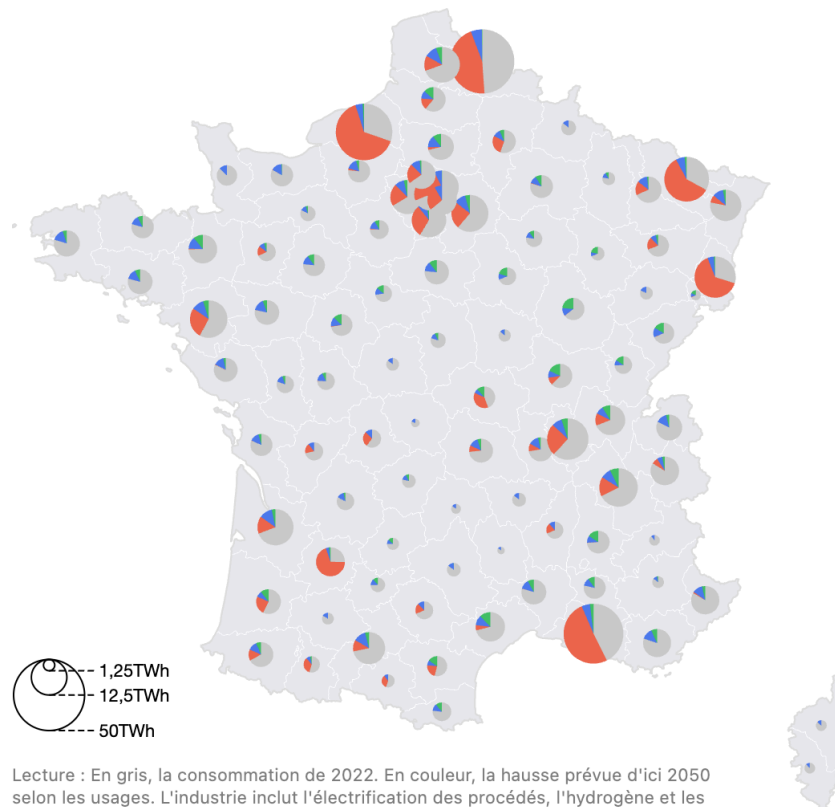 1,25TWh
12,5TWh
50TWh
Lecture : En gris, la consommation de 2022. En couleur, la hausse prévue d'ici 2050
selon les usages. L'industrie inclut l'électrification des procédés, l'hydrogène et les